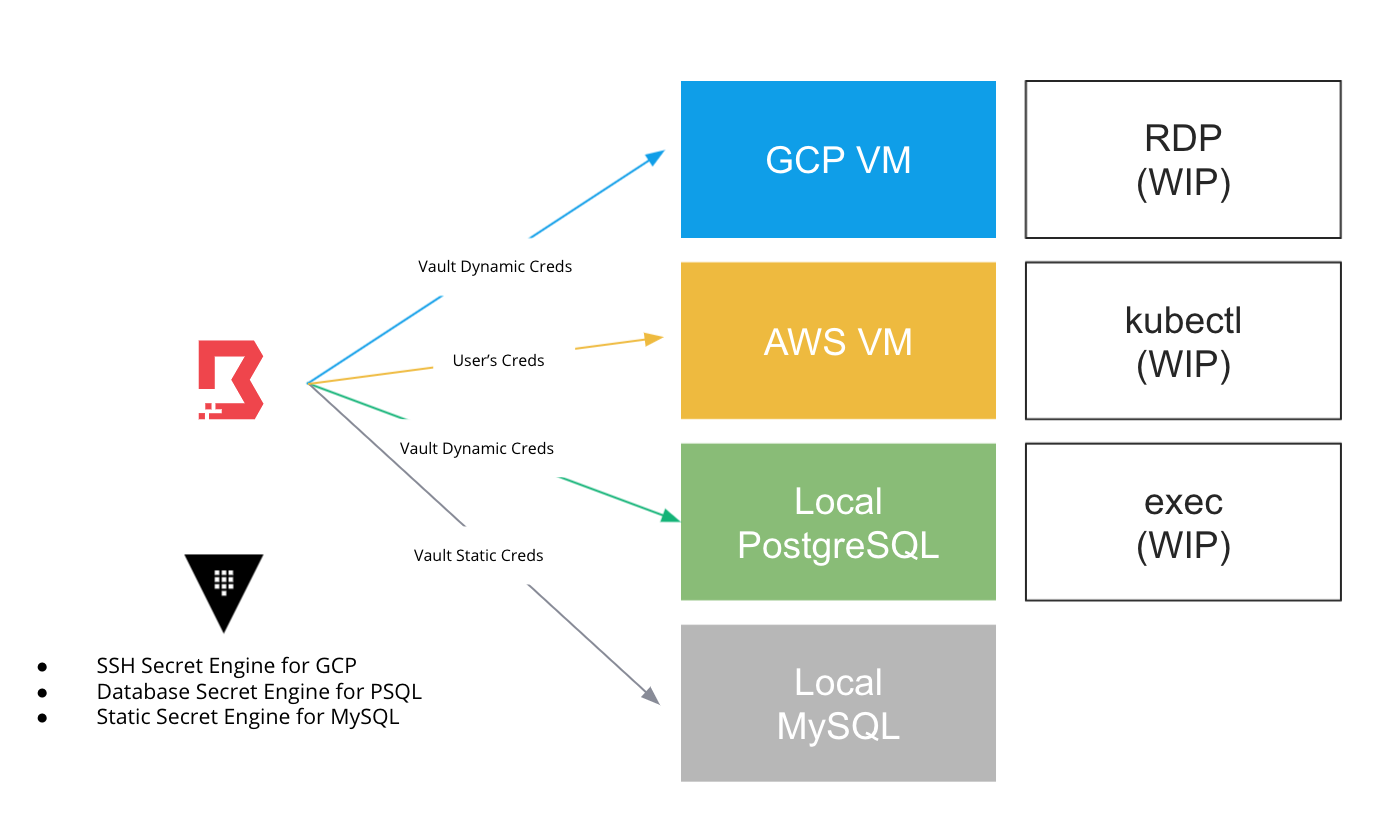 GCP VM
RDP
(WIP)
Vault Dynamic Creds
AWS VM
kubectl
(WIP)
User’s Creds
Vault Dynamic Creds
Local
PostgreSQL
exec
(WIP)
Vault Static Creds
Local
MySQL
● SSH Secret Engine for GCP
● Database Secret Engine for PSQL
● Static Secret Engine for MySQL